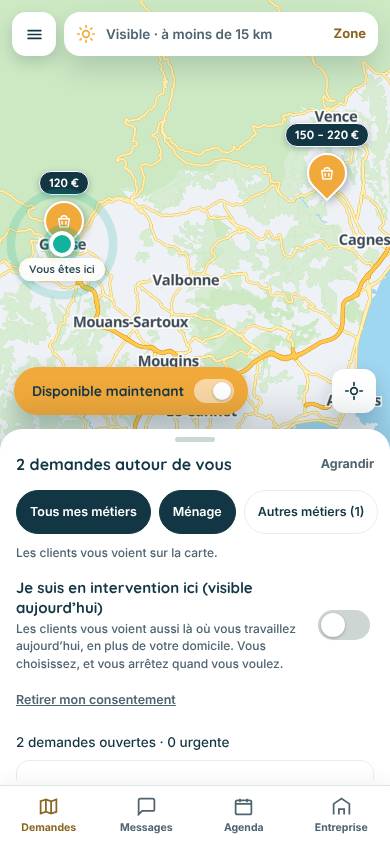 Visible · à moins de 15 km
Zone
Vence
150 – 220 €
120 €
Vous êtes ici
Cagnes
Valbonne
Mouans-Sartoux
Mougins
Disponible maintenant
2 demandes autour de vous
Agrandir
Tous mes métiers
Ménage
Autres métiers (1)
Les clients vous voient sur la carte.
Je suis en intervention ici (visible
aujourd’hui)
Les clients vous voient aussi là où vous travaillez
aujourd’hui, en plus de votre domicile. Vous
choisissez, et vous arrêtez quand vous voulez.
Retirer mon consentement
2 demandes ouvertes · 0 urgente
Demandes
Messages
Agenda
Entreprise